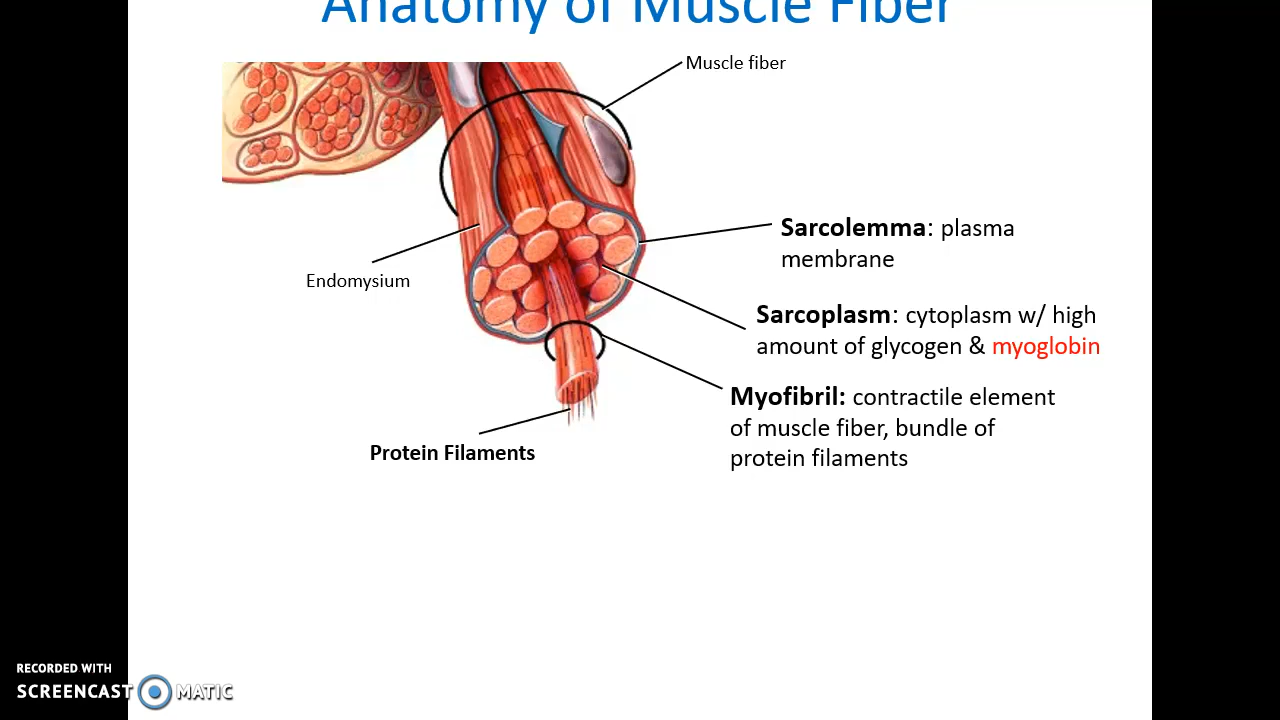 Anatomy of Muscle Fiber
Muscle fiber
Sarcolemma: plasma
membrane
Endomysium
Sarcoplasm: cytoplasm w/ high
amount of glycogen & myoglobin
Myofibril: contractile element
of muscle fiber, bundle of
protein filaments
Protein Filaments
RECORDED WITH
SCREENCAST MATIC